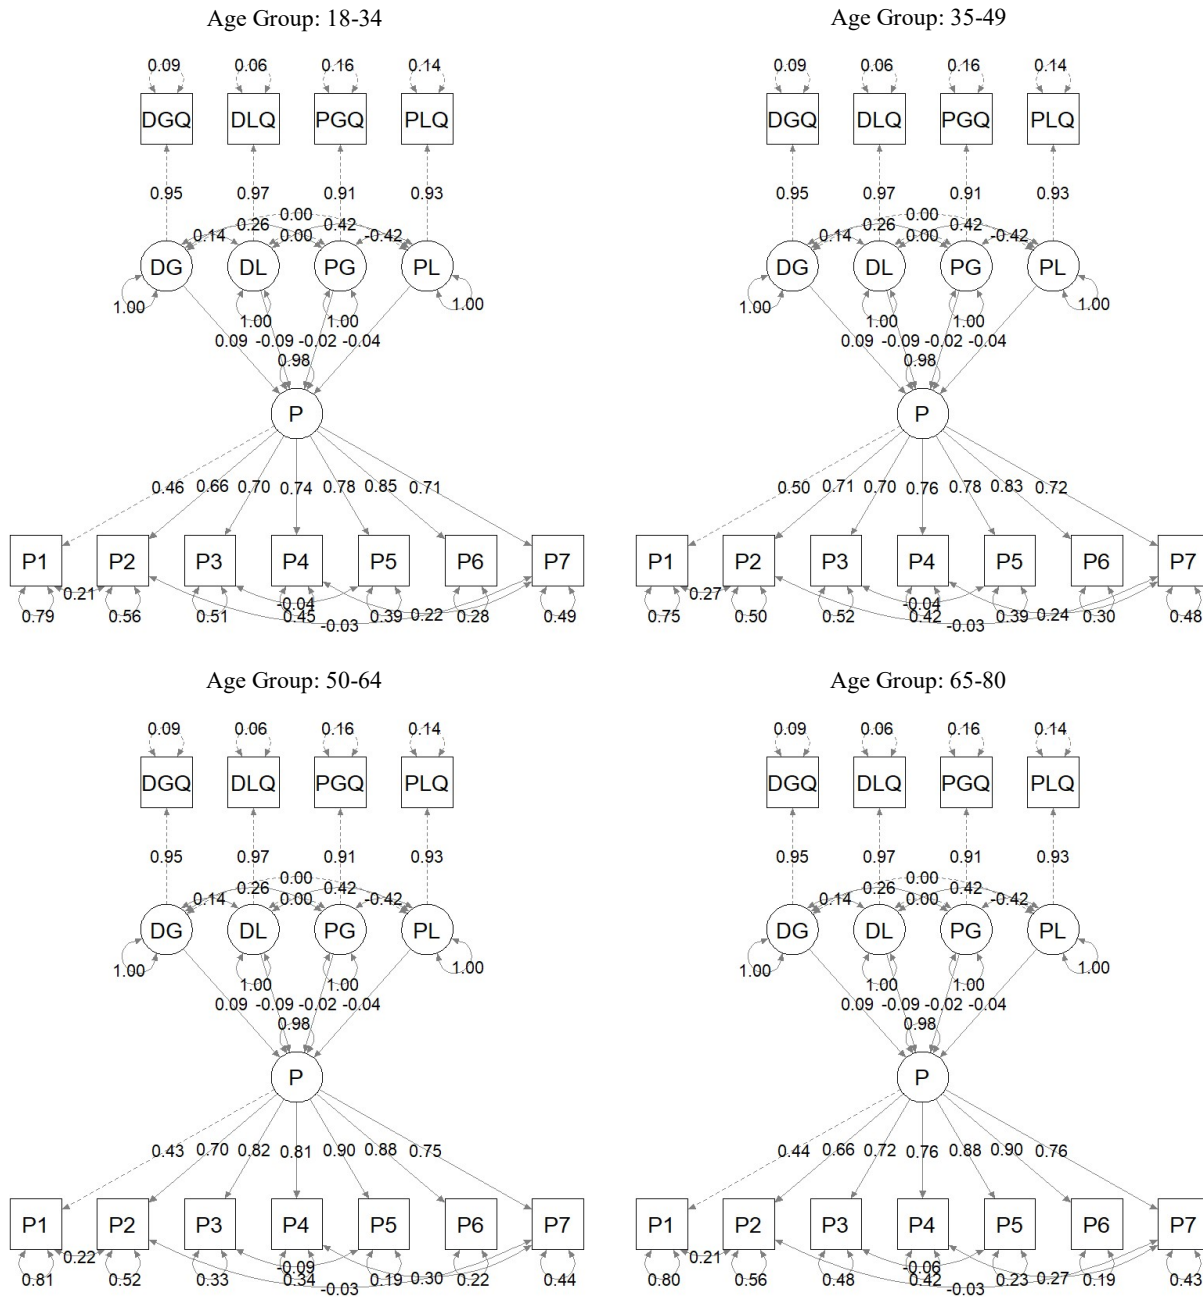 Age Group: 18-34 Age Group: 35-49
0.09 0.06 0.16 0.14 0.09 0.06 0.16 0.14
DGQ DLQ PGQ PLQ DGQ DLQ PGQ PLQ
0.95 0.97 0.91 0.93 0.95 0.97 0.91 0.93
0.00 0.00
0.26 0.42 0.26 0.42
0.14 0.00 -0.42 0.14 0.00 -0.42
DG DL PG PL DG DL PG PL
1.00 1.00 1.00 1.00
1.00 1.00 1.00 1.00
0.09 -0.09 -0.02 -0.04 0.09 -0.09 -0.02 -0.04
0.98 0.98
P P
0.46 0.66 0.70 0.74 0.78 0.85 0.71 0.50 0.71 0.70 0.76 0.78 0.83 0.72
P1 P2 P3 P4 P5 P6 P7 P1 P2 P3 P4 P5 P6 P7
0.21 0.27
-0.04 -0.04
0.79 0.56 0.51 0.45 0.39 0.22 0.28 0.49 0.75 0.50 0.52 0.42 0.39 0.24 0.30 0.48
-0.03 -0.03
Age Group: 50-64 Age Group: 65-80
0.09 0.06 0.16 0.14 0.09 0.06 0.16 0.14
DGQ DLQ PGQ PLQ DGQ DLQ PGQ PLQ
0.95 0.97 0.91 0.93 0.95 0.97 0.91 0.93
0.00 0.00
0.26 0.42 0.26 0.42
0.14 0.00 -0.42 0.14 0.00 -0.42
DG DL PG PL DG DL PG PL
1.00 1.00 1.00 1.00
1.00 1.00 1.00 1.00
0.09 -0.09 -0.02 -0.04 0.09 -0.09 -0.02 -0.04
0.98 0.98
P P
0.43 0.70 0.82 0.81 0.90 0.88 0.75 0.44 0.66 0.72 0.76 0.88 0.90 0.76
P1 P2 P3 P4 P5 P6 P7 P1 P2 P3 P4 P5 P6 P7
0.22 0.21
-0.09 -0.06
0.81 0.52 0.33 0.34 0.19 0.30 0.22 0.44 0.80 0.56 0.48 0.42 0.23 0.27 0.19 0.43
-0.03 -0.03